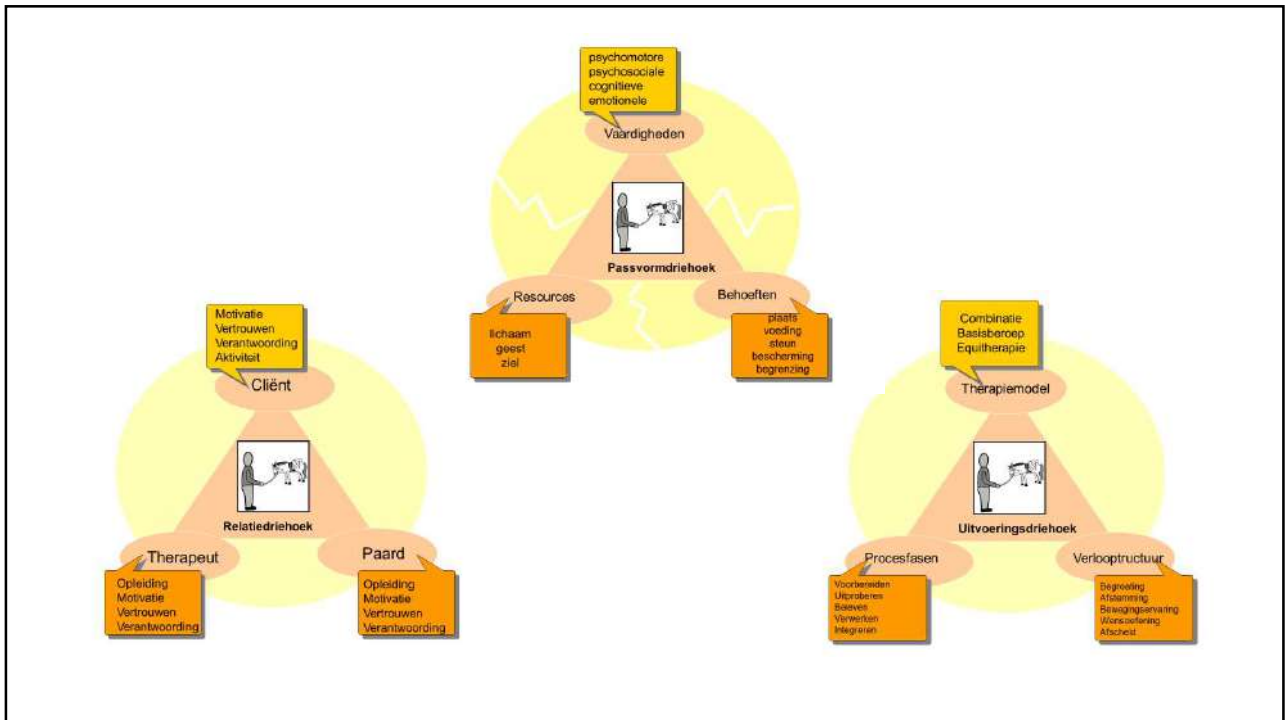 psychomotore
psychosociale
cognitieve
emotionele
Vaardigheden
Passvormdriehoek
Resources
lichaam
geest
ziel
Behoeften
plaats
voeding
steun
bescherming
begrenzing
Motivatie
Vertrouwen
Verantwoording
Aktiviteit
Cliënt
Relatiedriehoek
Therapeut
Opleiding
Motivatie
Vertrouwen
Verantwoording
Paard
Opleiding
Motivatie
Vertrouwen
Verantwoording
Combinatie
Basisberoep
Equitherapie
Therapiemodel
Uitvoeringsdriehoek
Procesfasen
Voorbereiden
Uitproberen
Beleven
Verwerken
Integreren
Verlooptructuur
Begroeting
Afstemming
Bewegingservaring
Wensoefening
Afscheid